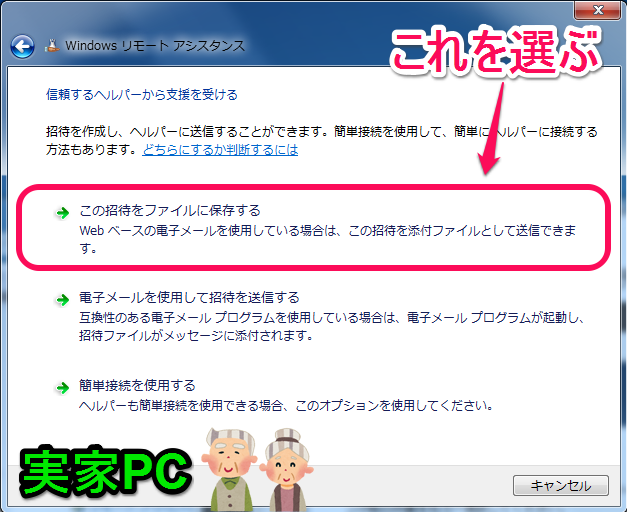 これを選ぶ
Windows リモート アシスタンス
信頼するヘルパーから支援を受ける
招待を作成し、ヘルパーに送信することができます。簡単接続を使用して、簡単にヘルパーに接続する
方法もあります。どちらにするか判断するには
この招待をファイルに保存する
Web ベースの電子メールを使用している場合は、この招待を添付ファイルとして送信できま
す。
電子メールを使用して招待を送信する
互換性のある電子メール プログラムを使用している場合は、電子メール プログラムが起動し、
招待ファイルがメッセージに添付されます。
簡単接続を使用する
ヘルパーも簡単接続を使用できる場合、このオプションを使用してください。
実家PC
キャンセル